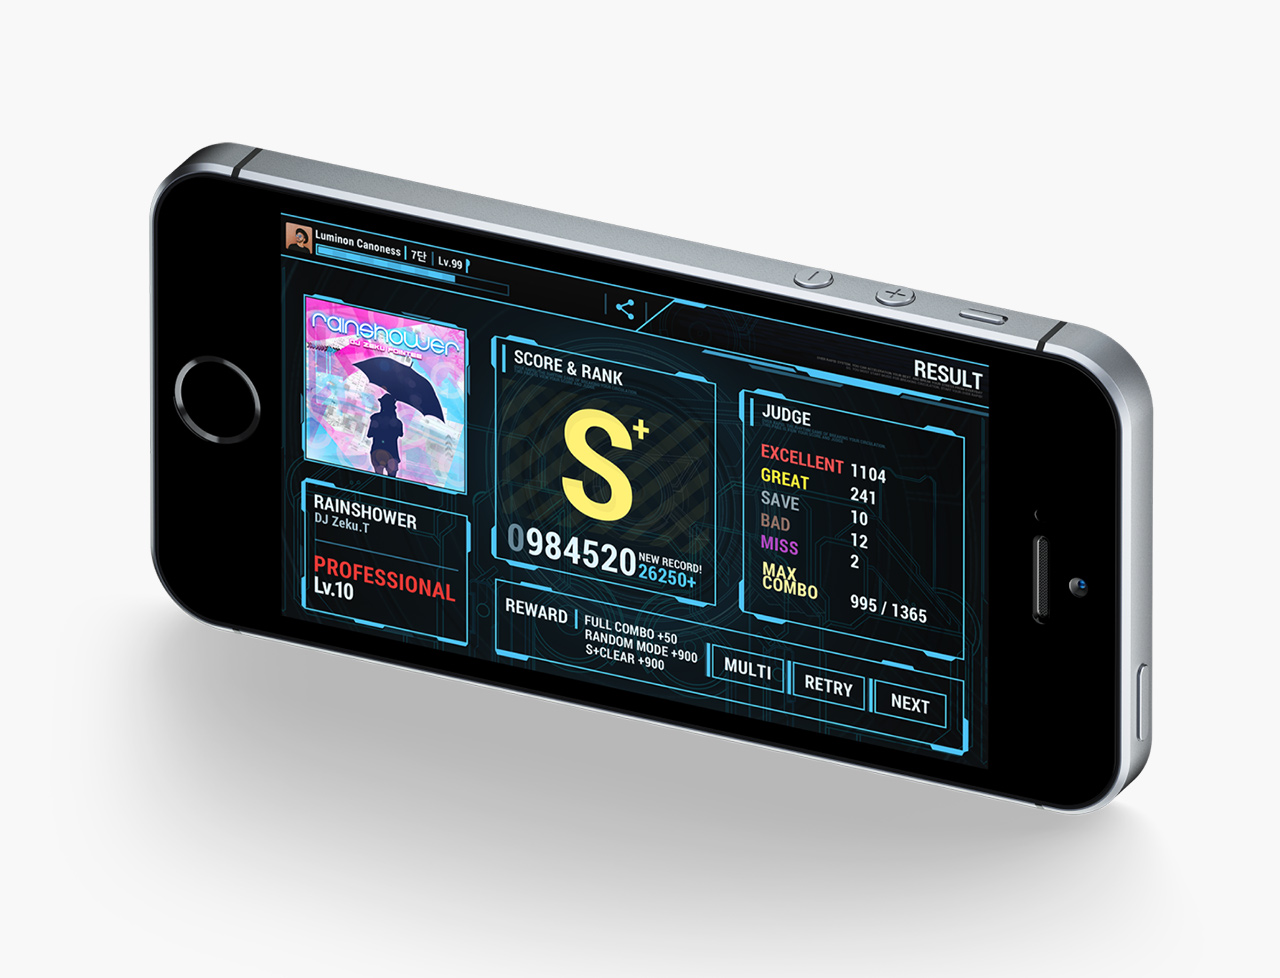 Luminon Canoness | 7단 | Lv.99
RESULT
rainshower
DJ Zeku.T
RAINSHOWER
DJ Zeku.T
PROFESSIONAL
Lv.10
SCORE & RANK
S+
0984520
NEW RECORD!
26250+
JUDGE
EXCELLENT 1104
GREAT 241
SAVE 10
BAD 12
MISS 2
MAX
COMBO 995 / 1365
REWARD
FULL COMBO +50
RANDOM MODE +900
S+CLEAR +900
MULTI
RETRY
NEXT